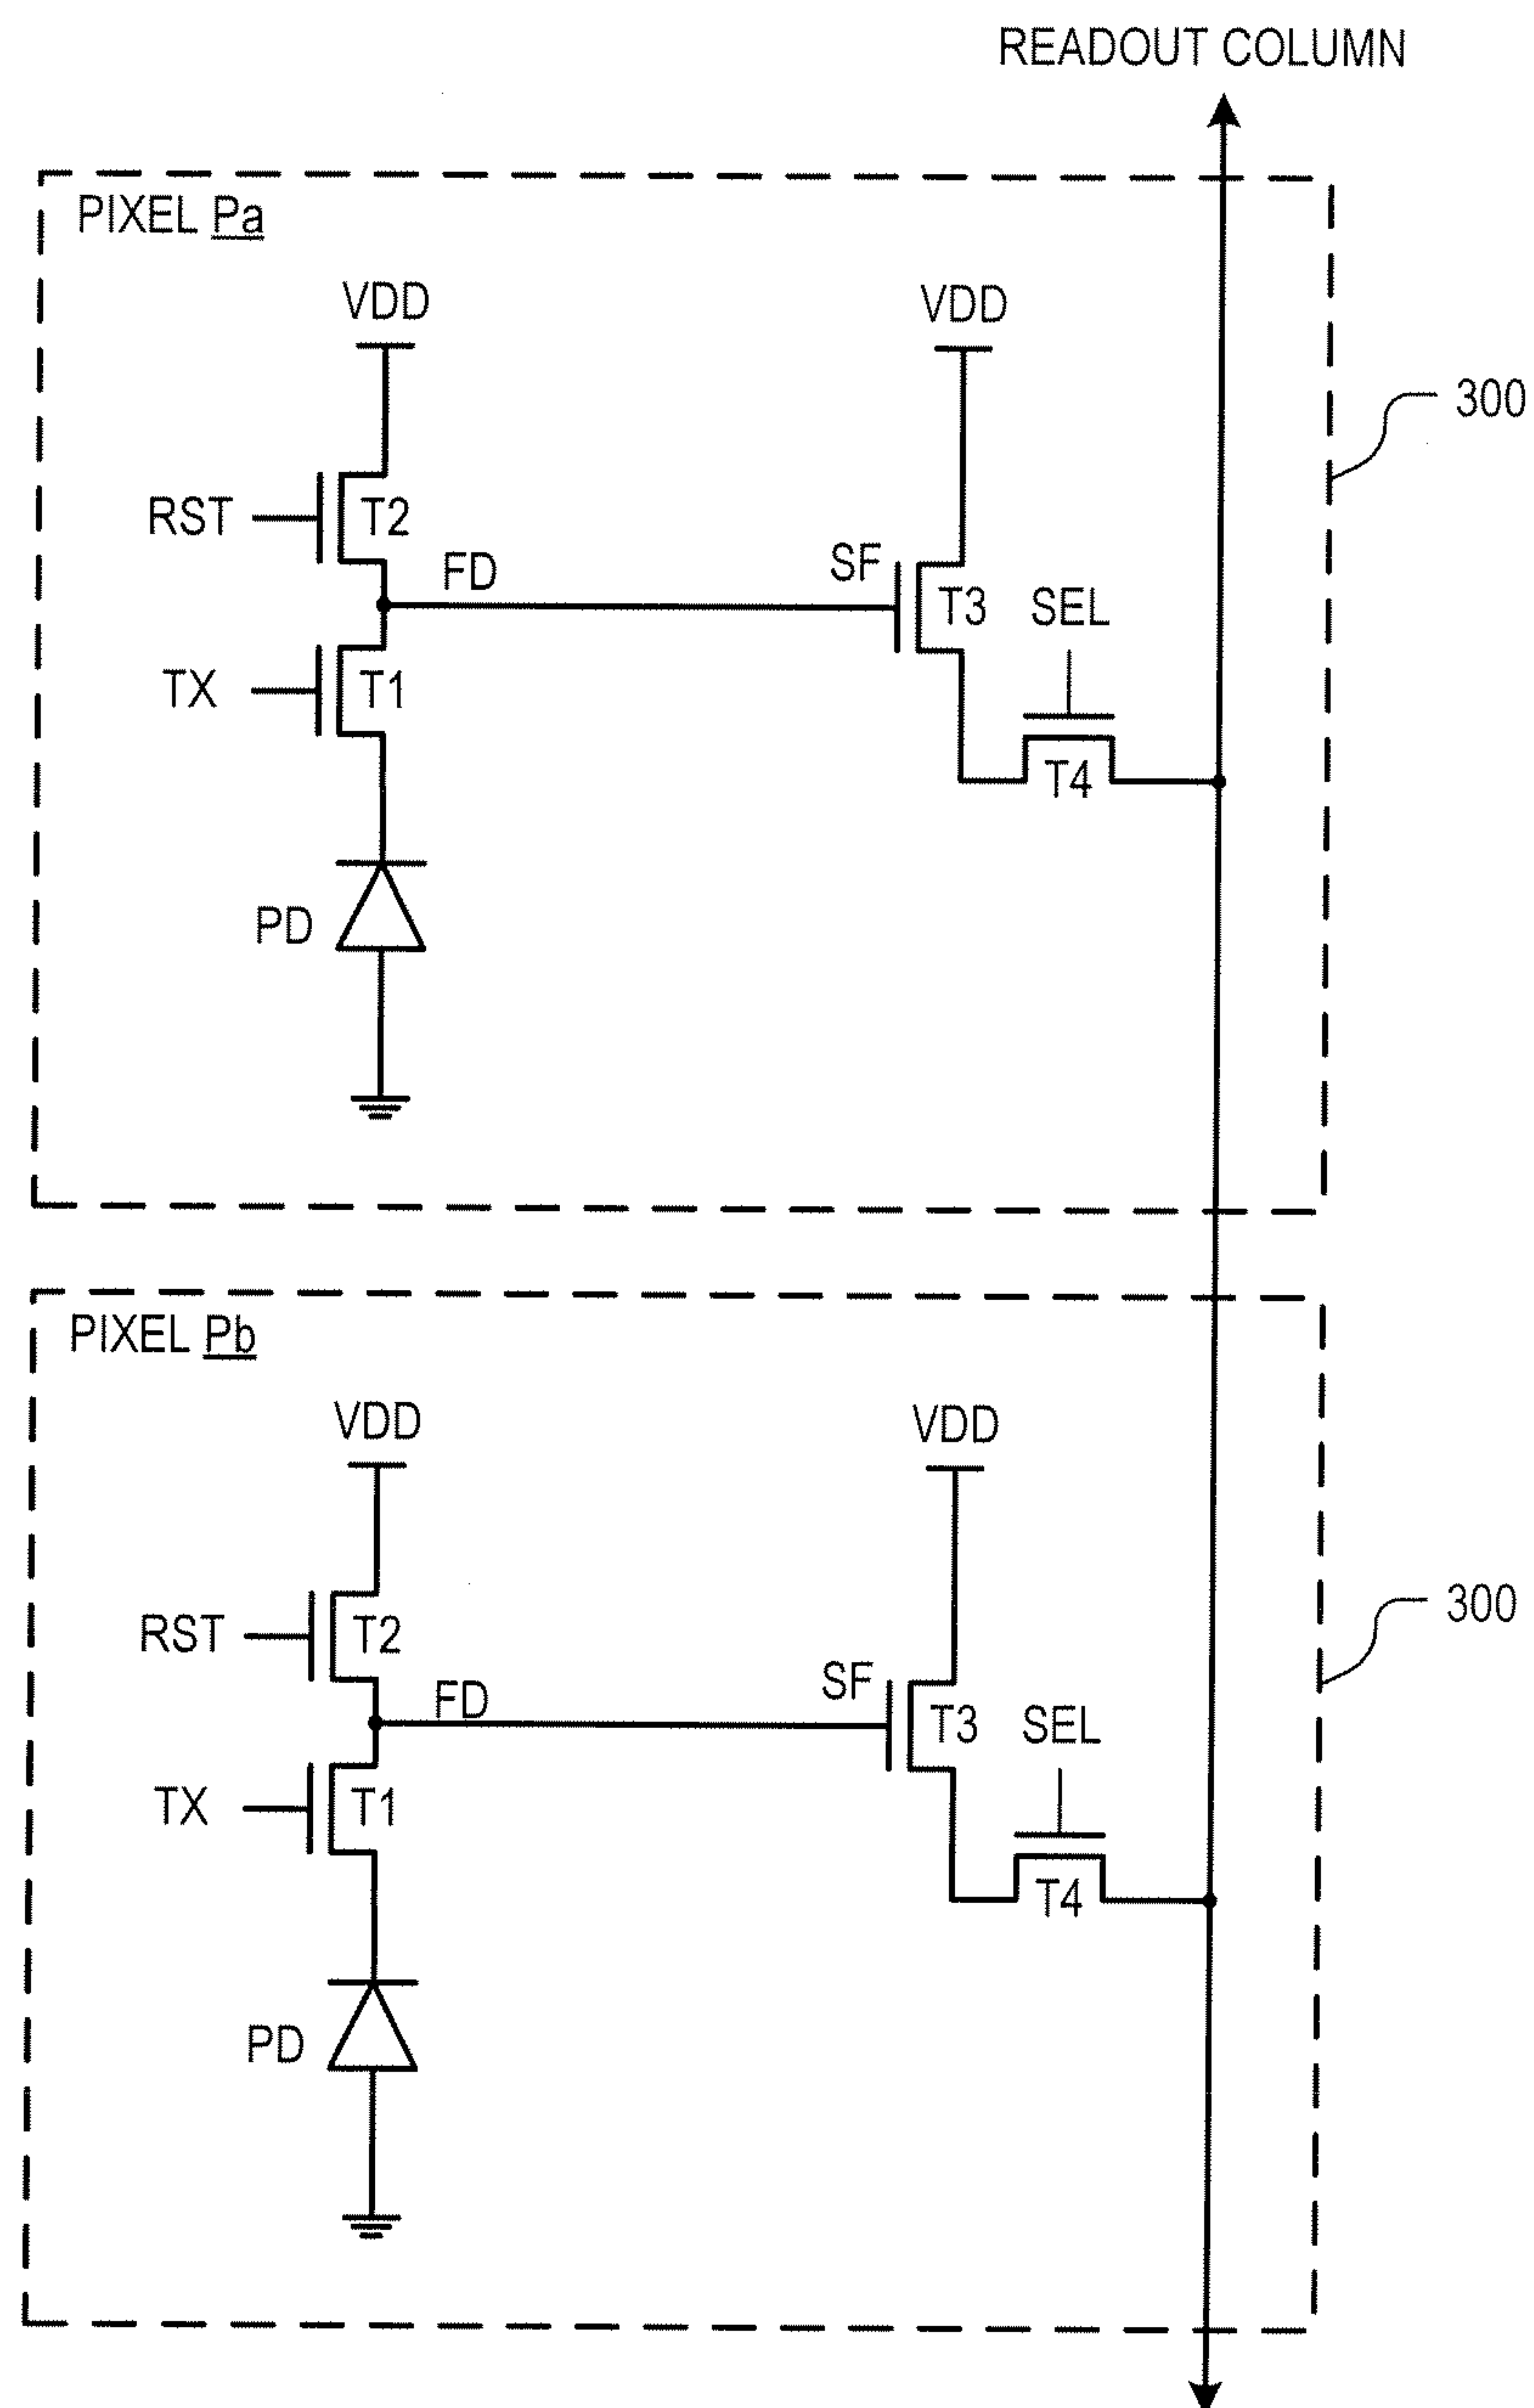 READOUT COLUMN
PIXEL Pa
VDD
VDD
300
RST
T2
FD
SF
T3
SEL
TX
T1
T4
PD
PIXEL Pb
VDD
VDD
300
RST
T2
FD
SF
T3
SEL
TX
T1
T4
PD